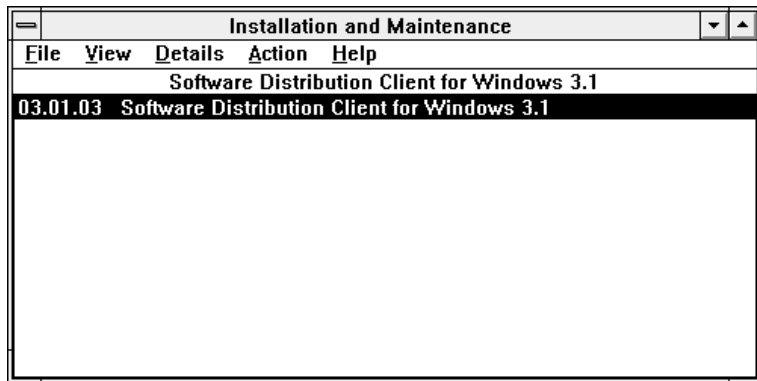 Installation and Maintenance
File View Details Action Help
Software Distribution Client for Windows 3.1
03.01.03 Software Distribution Client for Windows 3.1